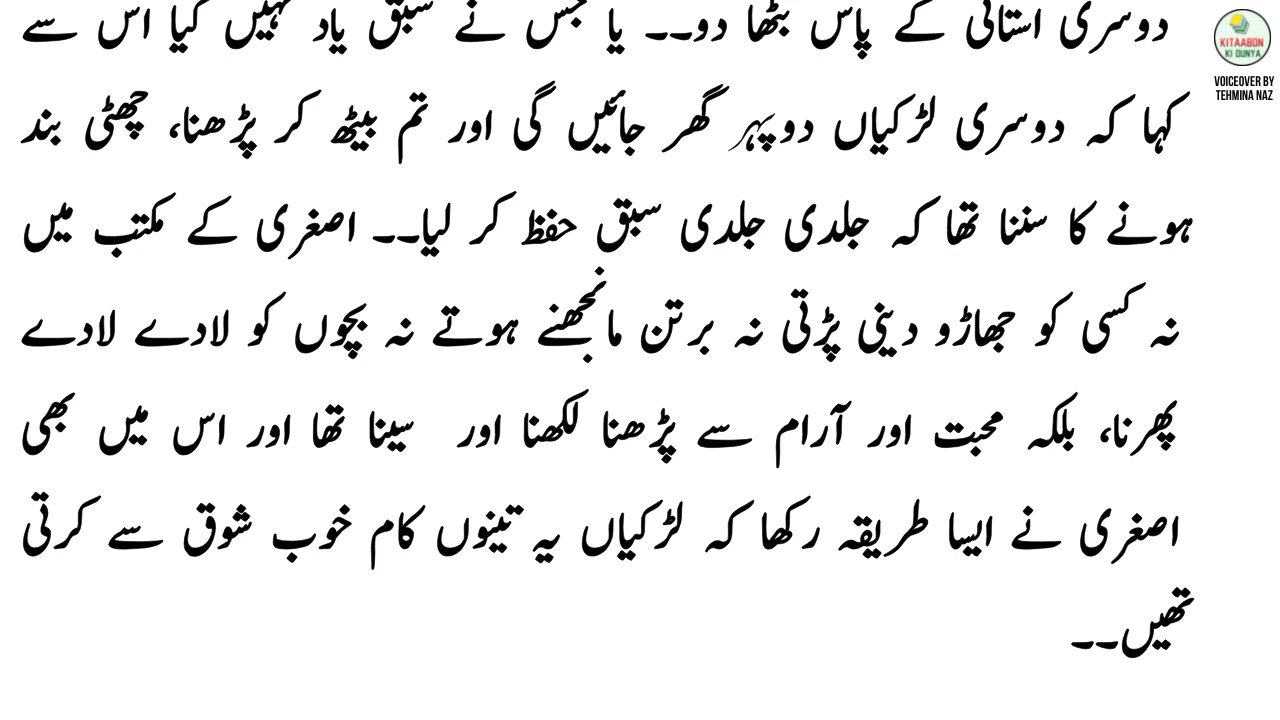 دوسری استانی کے پاس بٹھا دو۔۔ یا جس نے سبق یاد نہیں کیا اس سے
کہا کہ دوسری لڑکیاں دوپہر گھر جائیں گی اور تم بیٹھ کر پڑھنا، چھٹی بند
ہونے کا سننا تھا کہ جلدی جلدی سبق حفظ کر لیا۔۔ اصغری کے مکتب میں
نہ کسی کو جھاڑو دینی پڑتی نہ برتن مانجھنے ہوتے نہ بچوں کو لادے لادے
پھرنا، بلکہ محبت اور آرام سے پڑھنا لکھنا اور سینا تھا اور اس میں بھی
اصغری نے ایسا طریقہ رکھا کہ لڑکیاں یہ تینوں کام خوب شوق سے کرتی
تھیں۔۔
KITAABON
KI DUNYA
VOICEOVER BY
TEHMINA NAZ